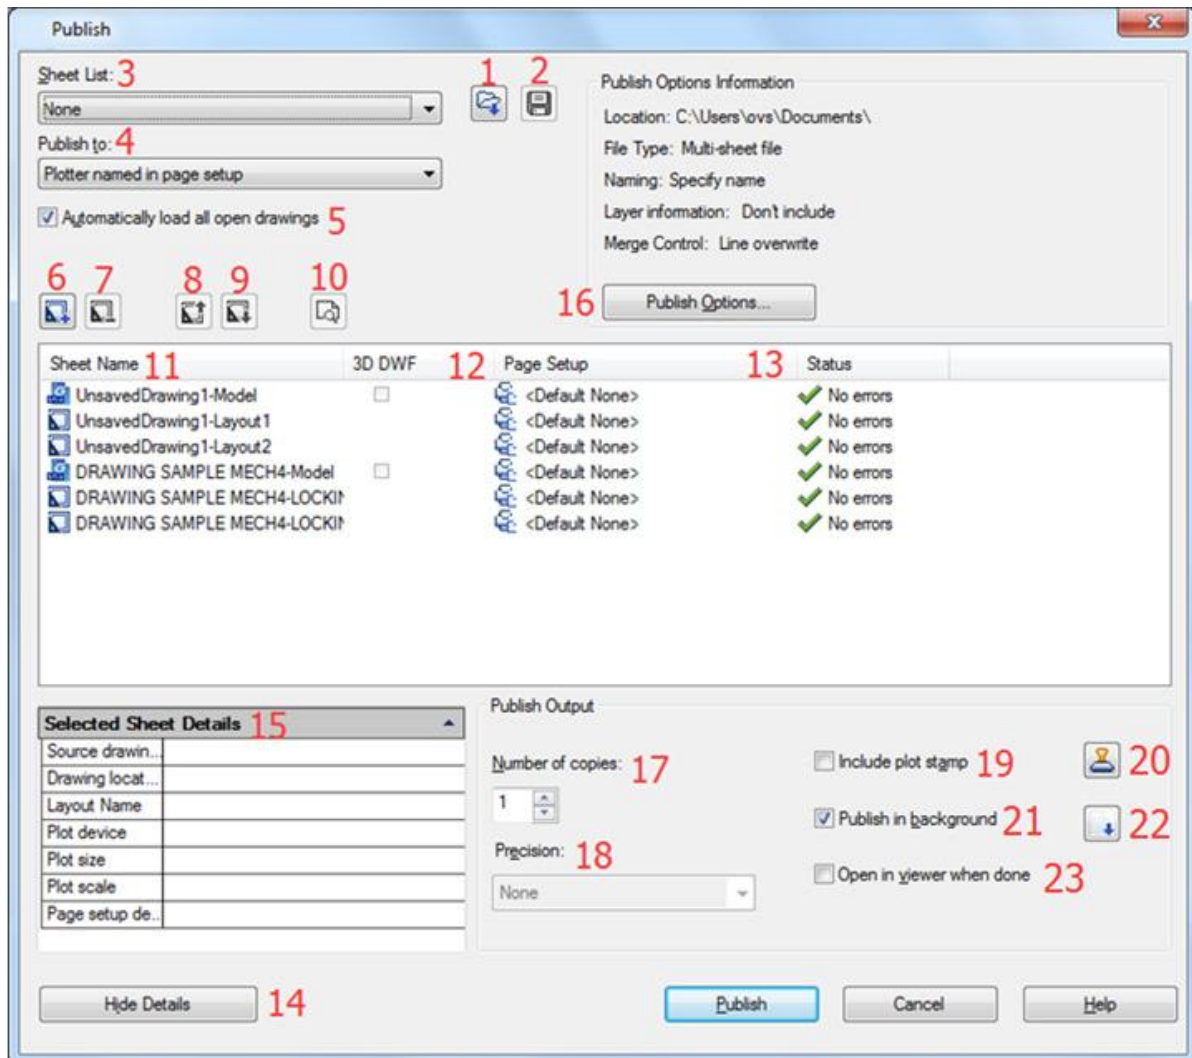 Publish
Sheet List: 3
1 2
None
Publish to: 4
Plotter named in page setup
Automatically load all open drawings 5
Publish Options Information
Location: C:\Users\ovs\Documents\
File Type: Multi-sheet file
Naming: Specify name
Layer information: Don't include
Merge Control: Line overwrite
6 7 8 9 10
16 Publish Options...
Sheet Name 11 3D DWF 12 Page Setup 13 Status
UnsavedDrawing1-Model <Default None> No errors
UnsavedDrawing1-Layout1 <Default None> No errors
UnsavedDrawing1-Layout2 <Default None> No errors
DRAWING SAMPLE MECH4-Model <Default None> No errors
DRAWING SAMPLE MECH4-LOCKIN <Default None> No errors
DRAWING SAMPLE MECH4-LOCKIN <Default None> No errors
Selected Sheet Details 15
Source drawin...
Drawing locat...
Layout Name
Plot device
Plot size
Plot scale
Page setup de...
Publish Output
Number of copies: 17
1
Precision: 18
None
Include plot stamp 19 20
Publish in background 21 22
Open in viewer when done 23
Hide Details 14
Publish Cancel Help